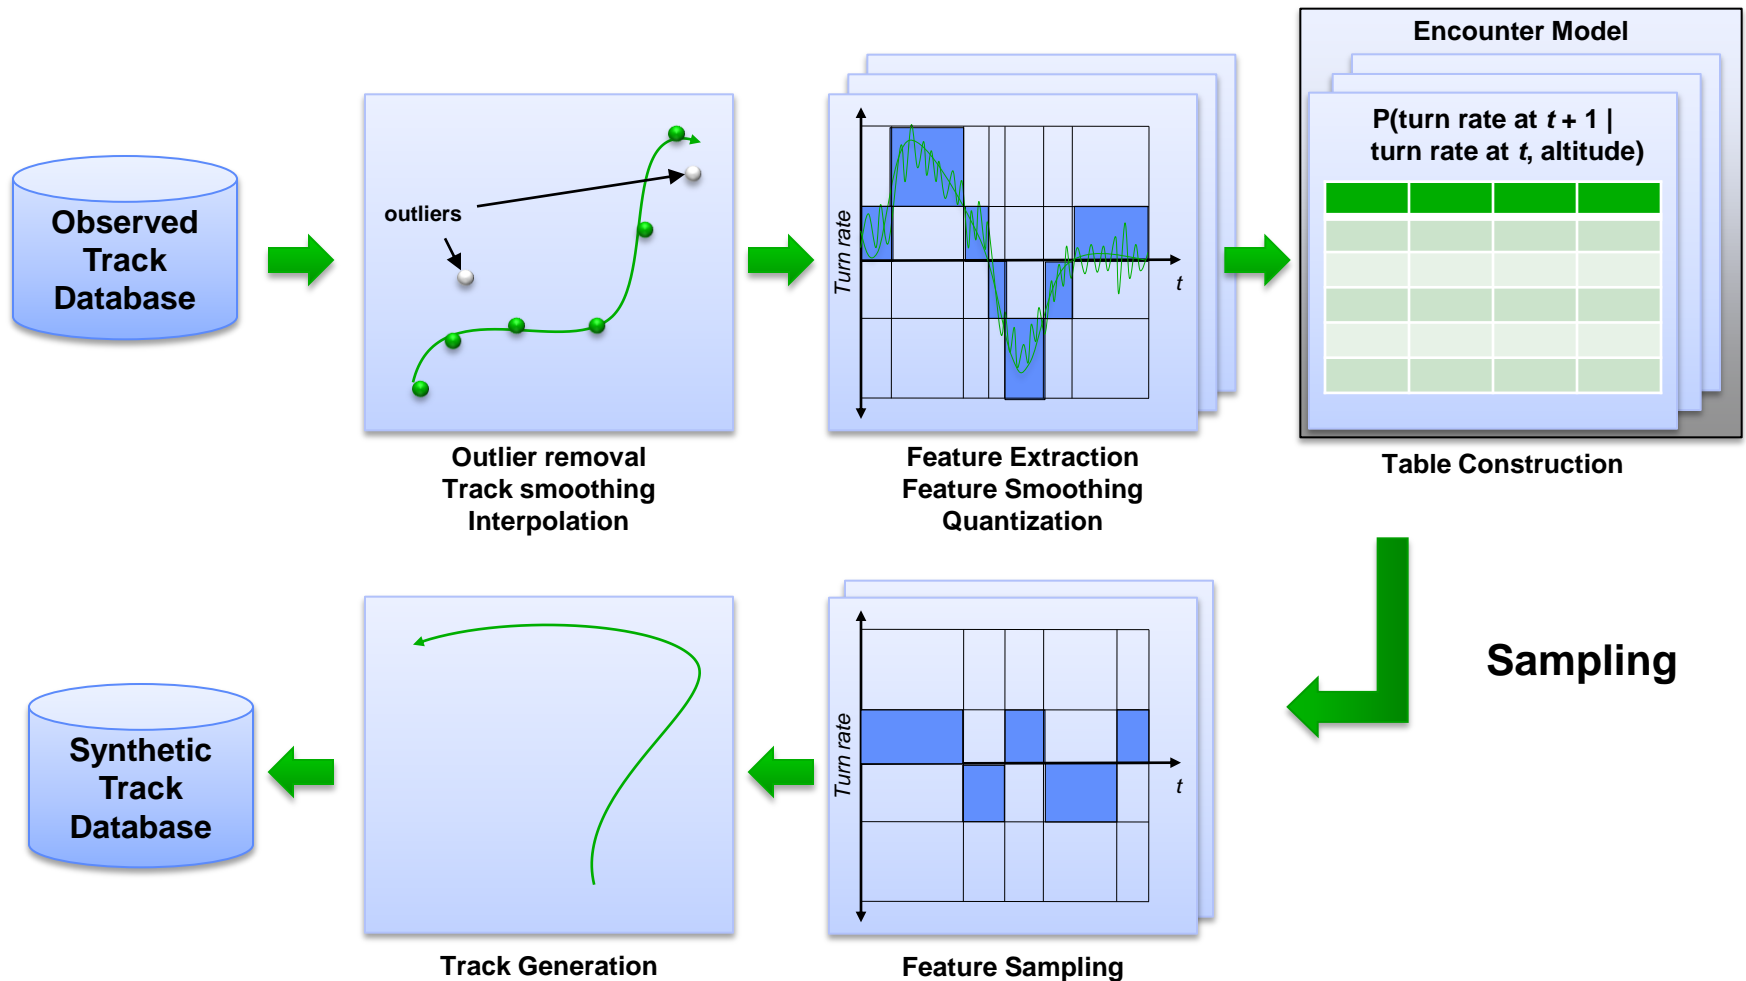 Observed
Track
Database
outliers
Outlier removal
Track smoothing
Interpolation
Turn rate
t
Feature Extraction
Feature Smoothing
Quantization
Encounter Model
P(turn rate at t + 1 |
turn rate at t, altitude)
Table Construction
Sampling
Turn rate
t
Feature Sampling
Track Generation
Synthetic
Track
Database